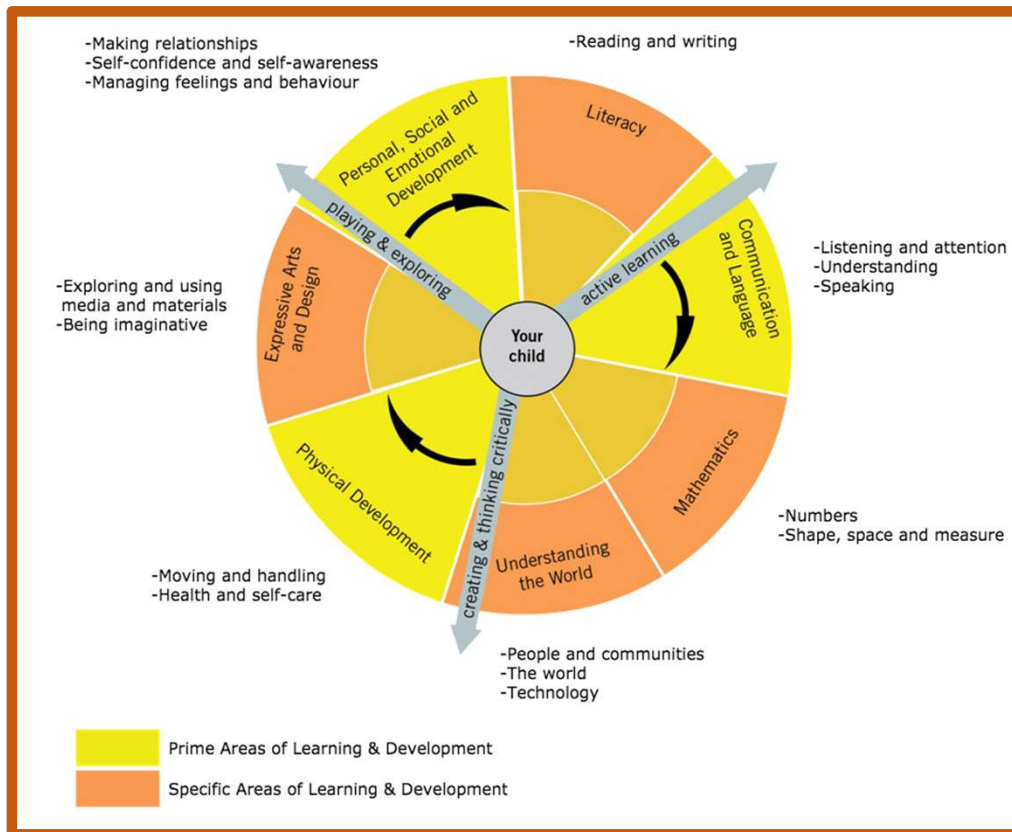 -Making relationships
-Self-confidence and self-awareness
-Managing feelings and behaviour
-Reading and writing
Personal, Social and
Emotional
Development
Literacy
playing & exploring
active learning
Communication
and Language
-Listening and attention
-Understanding
-Speaking
-Exploring and using
media and materials
-Being imaginative
Expressive Arts
and Design
Your
child
Physical Development
creating & thinking critically
Mathematics
-Numbers
-Shape, space and measure
Understanding
the World
-Moving and handling
-Health and self-care
-People and communities
-The world
-Technology
Prime Areas of Learning & Development
Specific Areas of Learning & Development